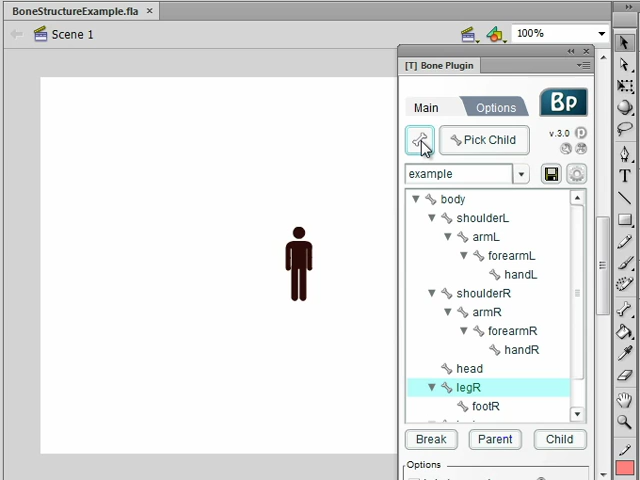 BoneStructureExample.fla ×
Scene 1
100%
[T] Bone Plugin
Main
Options
Bp
Pick Child
v.3.0
example
body
shoulderL
armL
forearmL
handL
shoulderR
armR
forearmR
handR
head
legR
footR
Break
Parent
Child
Options